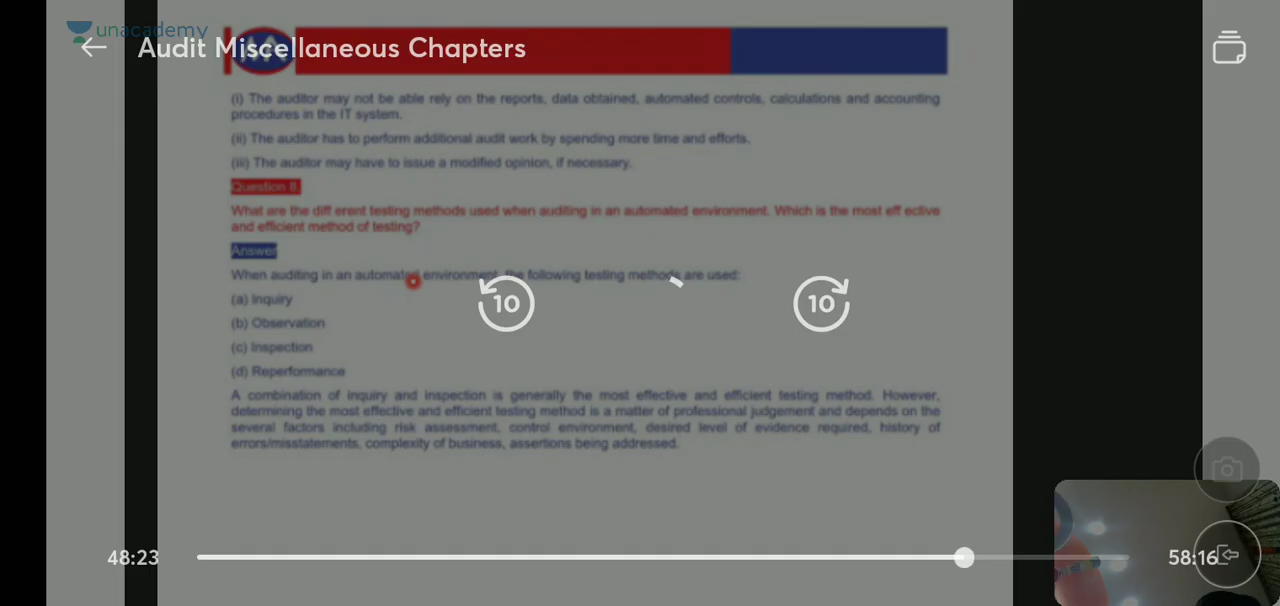 unacademy
Audit Miscellaneous Chapters
(i) The auditor may not be able rely on the reports, data obtained, automated controls, calculations and accounting
procedures in the IT system.
(ii) The auditor has to perform additional audit work by spending more time and efforts.
(iii) The auditor may have to issue a modified opinion, if necessary.
Question 8.
What are the diff erent testing methods used when auditing in an automated environment. Which is the most eff ective
and efficient method of testing?
Answer
When auditing in an automated environment, the following testing methods are used:
(a) Inquiry
(b) Observation
(c) Inspection
(d) Reperformance
A combination of inquiry and inspection is generally the most effective and efficient testing method. However,
determining the most effective and efficient testing method is a matter of professional judgement and depends on the
several factors including risk assessment, control environment, desired level of evidence required, history of
errors/misstatements, complexity of business, assertions being addressed.
10
10
48:23
58:16